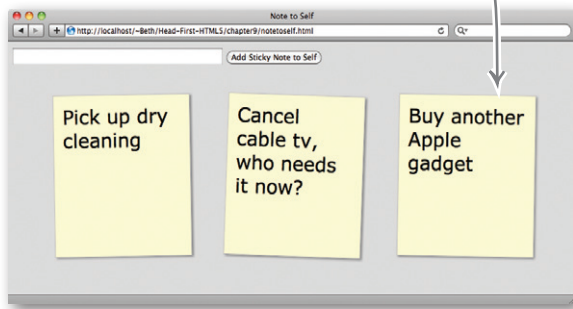 Note to Self
http://localhost/~Beth/Head-First-HTML5/chapter9/notetoself.html
Add Sticky Note to Self
Pick up dry
cleaning
Cancel
cable tv,
who needs
it now?
Buy another
Apple
gadget